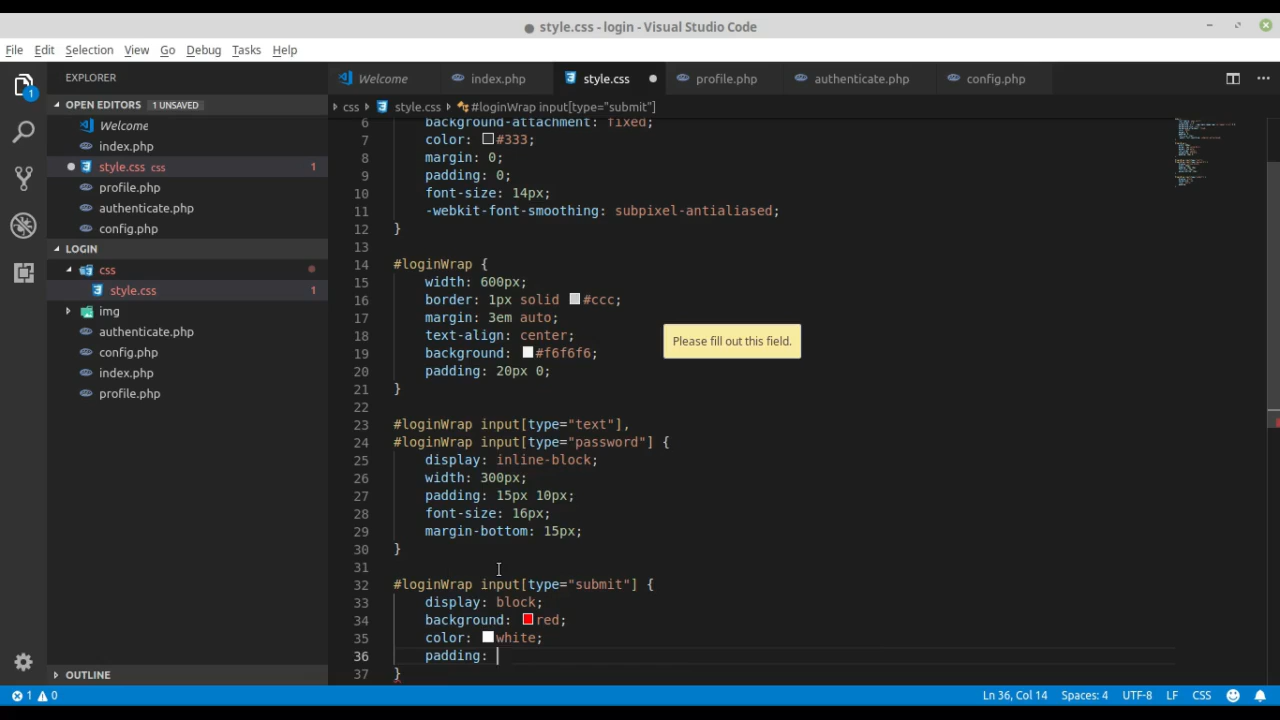 style.css - login - Visual Studio Code
File Edit Selection View Go Debug Tasks Help
EXPLORER
OPEN EDITORS 1 UNSAVED
Welcome
index.php
style.css css 1
profile.php
authenticate.php
config.php
LOGIN
css
style.css 1
img
authenticate.php
config.php
index.php
profile.php
OUTLINE
1
Welcome index.php style.css profile.php authenticate.php config.php
css style.css #loginWrap input[type="submit"]
6 background-attachment: fixed;
7 color: #333;
8 margin: 0;
9 padding: 0;
10 font-size: 14px;
11 -webkit-font-smoothing: subpixel-antialiased;
12 }
13
14 #loginWrap {
15 width: 600px;
16 border: 1px solid #ccc;
17 margin: 3em auto;
18 text-align: center;
19 background: #f6f6f6;
20 padding: 20px 0;
21 }
22
23 #loginWrap input[type="text"],
24 #loginWrap input[type="password"] {
25 display: inline-block;
26 width: 300px;
27 padding: 15px 10px;
28 font-size: 16px;
29 margin-bottom: 15px;
30 }
31
32 #loginWrap input[type="submit"] {
33 display: block;
34 background: red;
35 color: white;
36 padding:
37 }
Please fill out this field.
1 0 Ln 36, Col 14 Spaces: 4 UTF-8 LF CSS